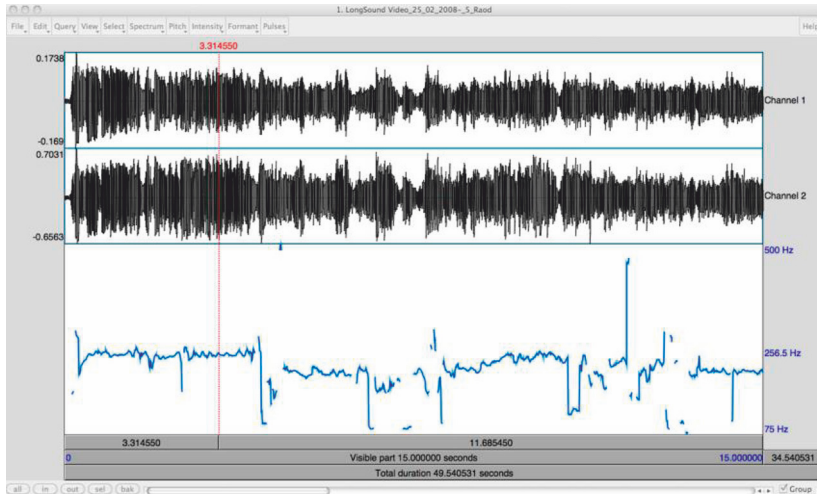 1. LongSound Video_25_02_2008-_5_Raod
File Edit Query View Select Spectrum Pitch Intensity Formant Pulses Help
3.314550
0.1738
Channel 1
-0.169
0.7031
Channel 2
-0.6563
500 Hz
256.5 Hz
75 Hz
3.314550 11.685450
0 Visible part 15.000000 seconds 15.000000 34.540531
Total duration 49.540531 seconds
all in out sel bak Group